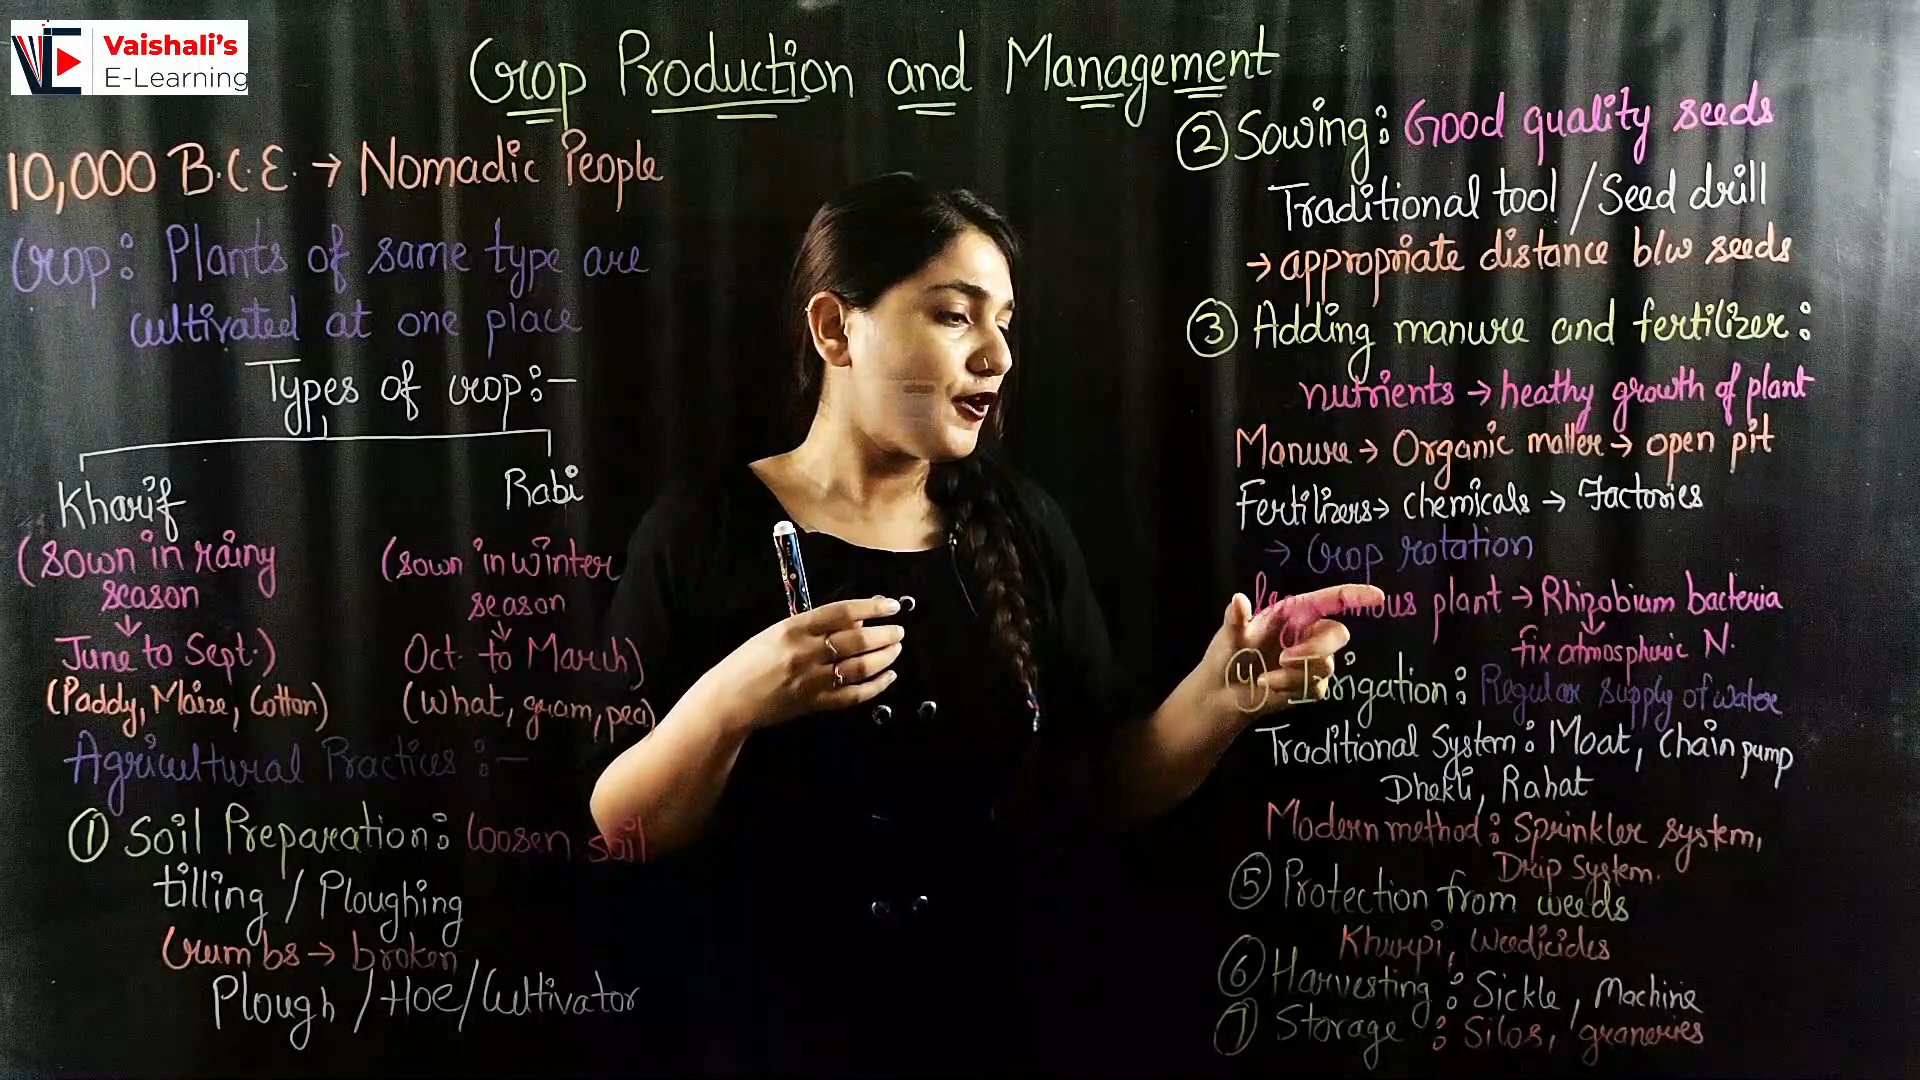 Vaishali's
E-Learning
Crop Production and Management
10,000 B.C.E. → Nomadic People
Crop: Plants of same type are
cultivated at one place
Types of crop:-
Kharif
(Sown in rainy
season
June to Sept.)
(Paddy, Maize, Cotton)
Rabi
(sown in winter
season
Oct. to March)
(What, gram, pea)
Agricultural Practices :-
① Soil Preparation: loosen soil
tilling / Ploughing
Crumbs → broken
Plough / Hoe / Cultivator
② Sowing: Good quality seeds
Traditional tool / Seed drill
→ appropriate distance b/w seeds
③ Adding manure and fertilizer:
nutrients → heathy growth of plant
Manure → Organic matter → open pit
Fertilizers → chemicals → Factories
→ Crop rotation
plant → Rhizobium bacteria
fix atmospheric N.
④ Irrigation: Regular supply of water
Traditional System: Moat, Chain pump
Dhekli, Rahat
Modern method: Sprinkler system,
Drip System.
⑤ Protection from weeds
Khurpi, Weedicides
⑥ Harvesting : Sickle, Machine
⑦ Storage : Silos, graneries